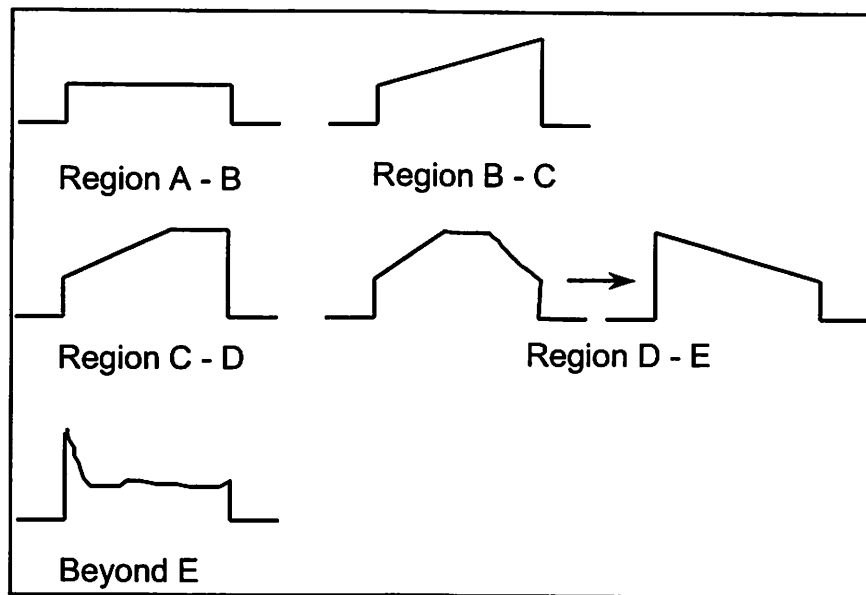 Region A - B
Region B - C
Region C - D
Region D - E
Beyond E